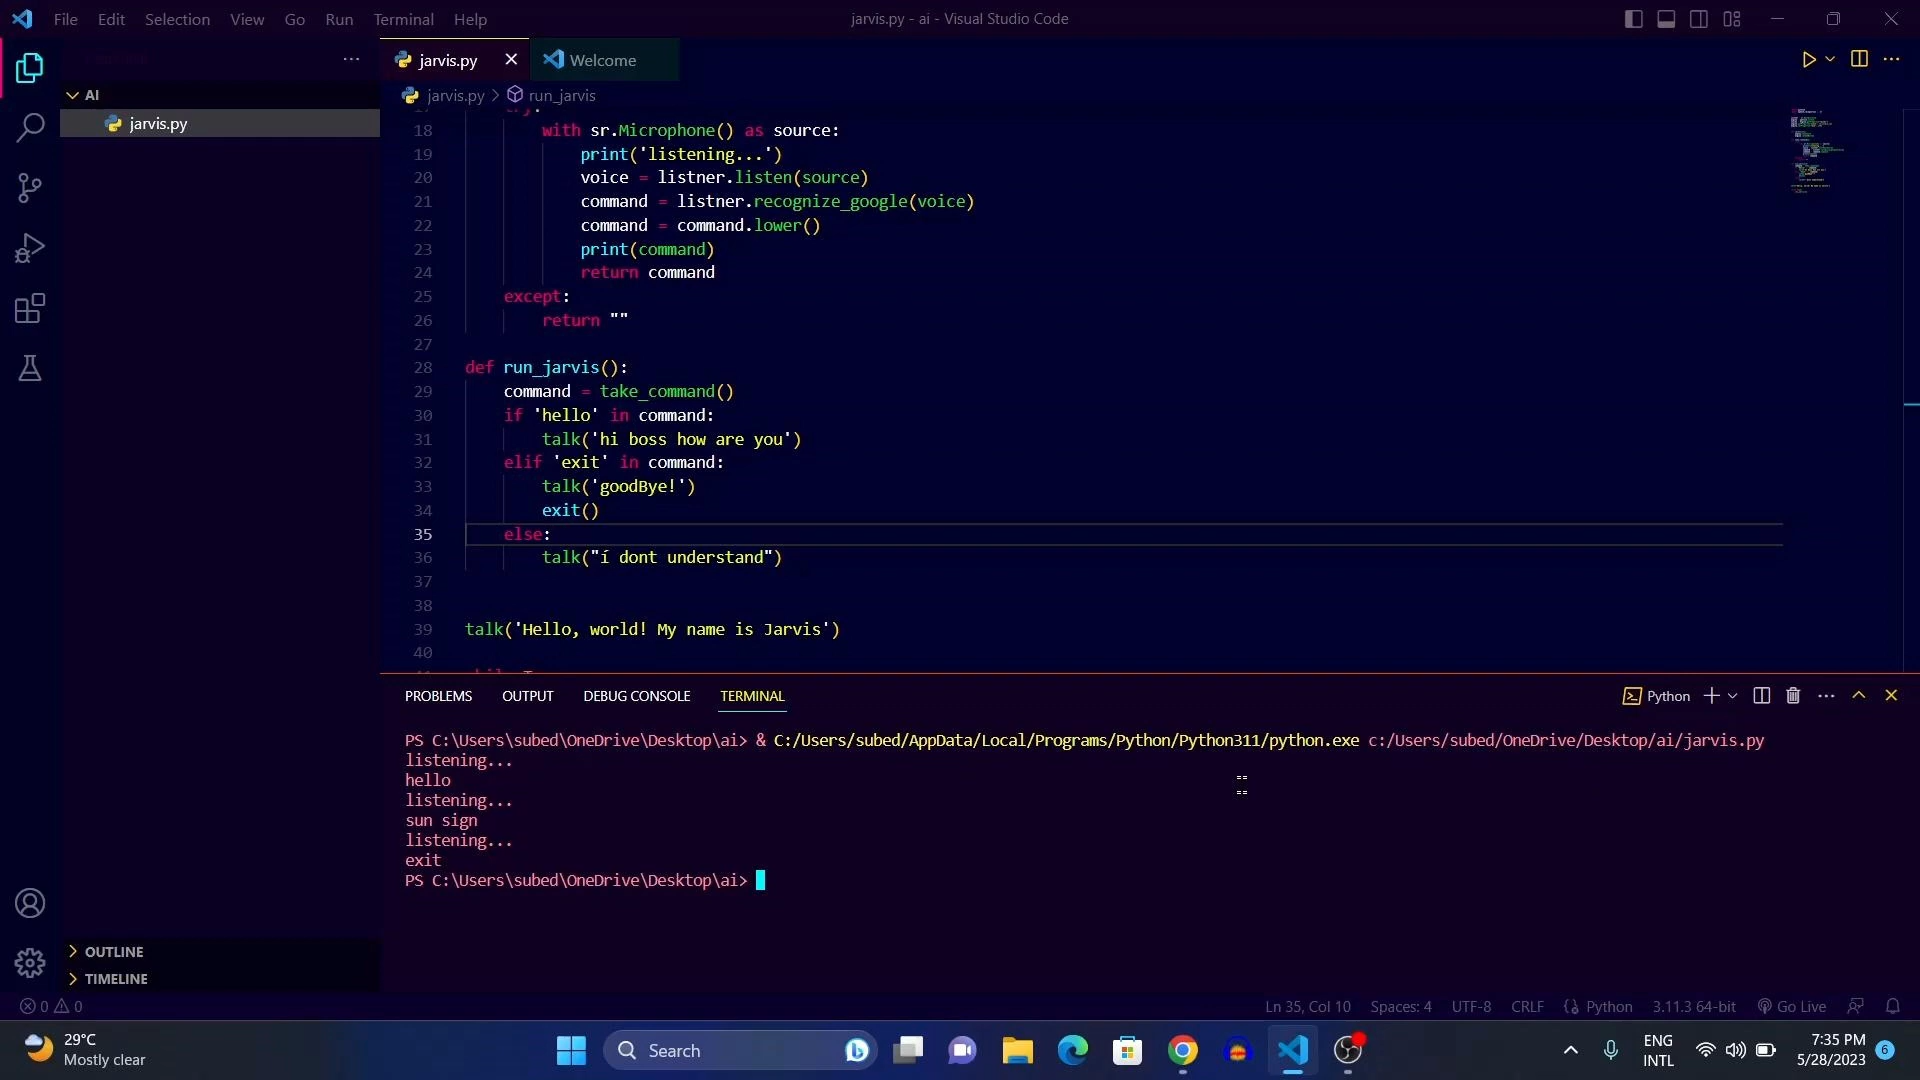 File Edit Selection View Go Run Terminal Help
jarvis.py - ai - Visual Studio Code
jarvis.py
Welcome
AI
jarvis.py
jarvis.py > run_jarvis
try:
18 with sr.Microphone() as source:
19 print('listening...')
20 voice = listner.listen(source)
21 command = listner.recognize_google(voice)
22 command = command.lower()
23 print(command)
24 return command
25 except:
26 return ""
27
28 def run_jarvis():
29 command = take_command()
30 if 'hello' in command:
31 talk('hi boss how are you')
32 elif 'exit' in command:
33 talk('goodBye!')
34 exit()
35 else:
36 talk("í dont understand")
37
38
39 talk('Hello, world! My name is Jarvis')
40
PROBLEMS OUTPUT DEBUG CONSOLE TERMINAL
Python
PS C:\Users\subed\OneDrive\Desktop\ai> & C:/Users/subed/AppData/Local/Programs/Python/Python311/python.exe c:/Users/subed/OneDrive/Desktop/ai/jarvis.py
listening...
hello
listening...
sun sign
listening...
exit
PS C:\Users\subed\OneDrive\Desktop\ai>
OUTLINE
TIMELINE
0 0
Ln 35, Col 10 Spaces: 4 UTF-8 CRLF Python 3.11.3 64-bit Go Live
29°C
Mostly clear
Search
ENG
INTL
7:35 PM
5/28/2023
6